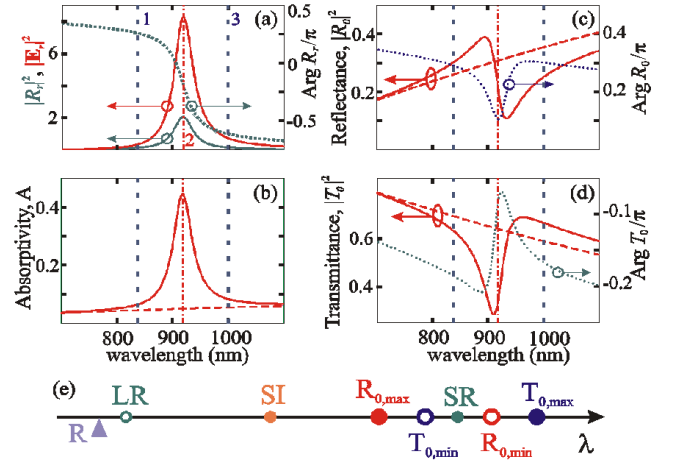 1
3
(a)
|R_r|², |E_r|²
8
6
4
2
2
0.5
0
-0.5
Arg R_r/π
(c)
Reflectance, |R_0|²
0.4
0.2
0.4
0.2
0
Arg R_0/π
(b)
Absorptivity, A
0.4
0.2
800
900
1000
wavelength (nm)
(d)
Transmittance, |T_0|²
0.6
0.4
-0.1
-0.2
Arg T_0/π
800
900
1000
wavelength (nm)
(e)
LR
SI
R_0,max
SR
T_0,max
R
T_0,min
R_0,min
λ